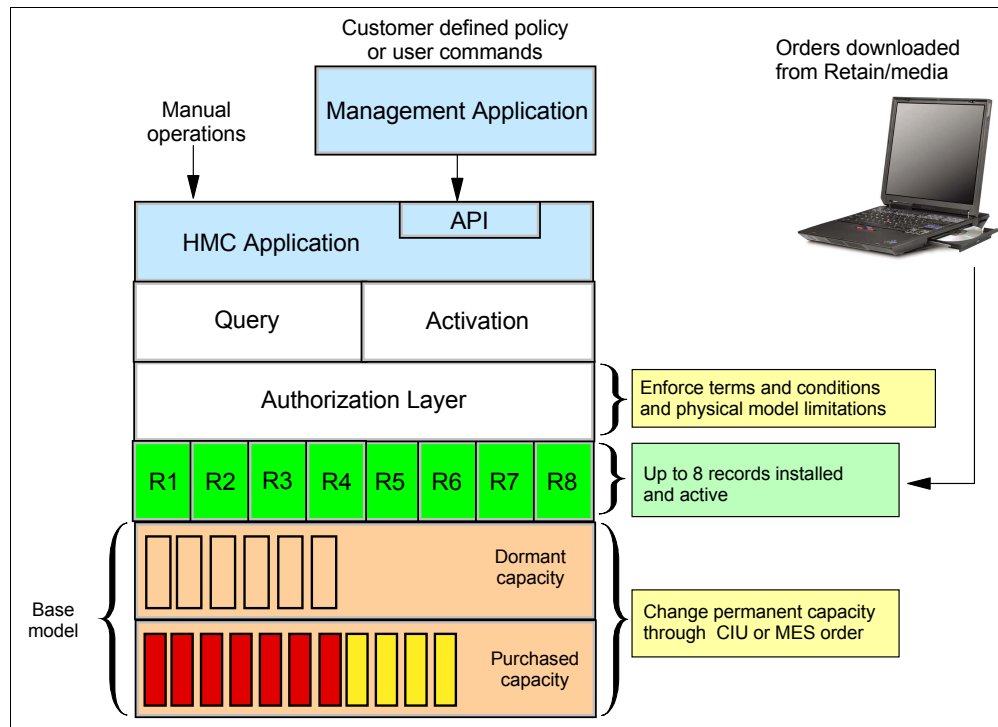 Customer defined policy
or user commands
Orders downloaded
from Retain/media
Management Application
Manual
operations
API
HMC Application
Query
Activation
Authorization Layer
Enforce terms and conditions
and physical model limitations
R1 R2 R3 R4 R5 R6 R7 R8
Up to 8 records installed
and active
Dormant
capacity
Base
model
Change permanent capacity
through CIU or MES order
Purchased
capacity